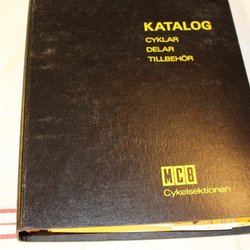 KATALOG
CYKLAR
DELAR
TILLBEHÖR
MCB
Cykelsektionen